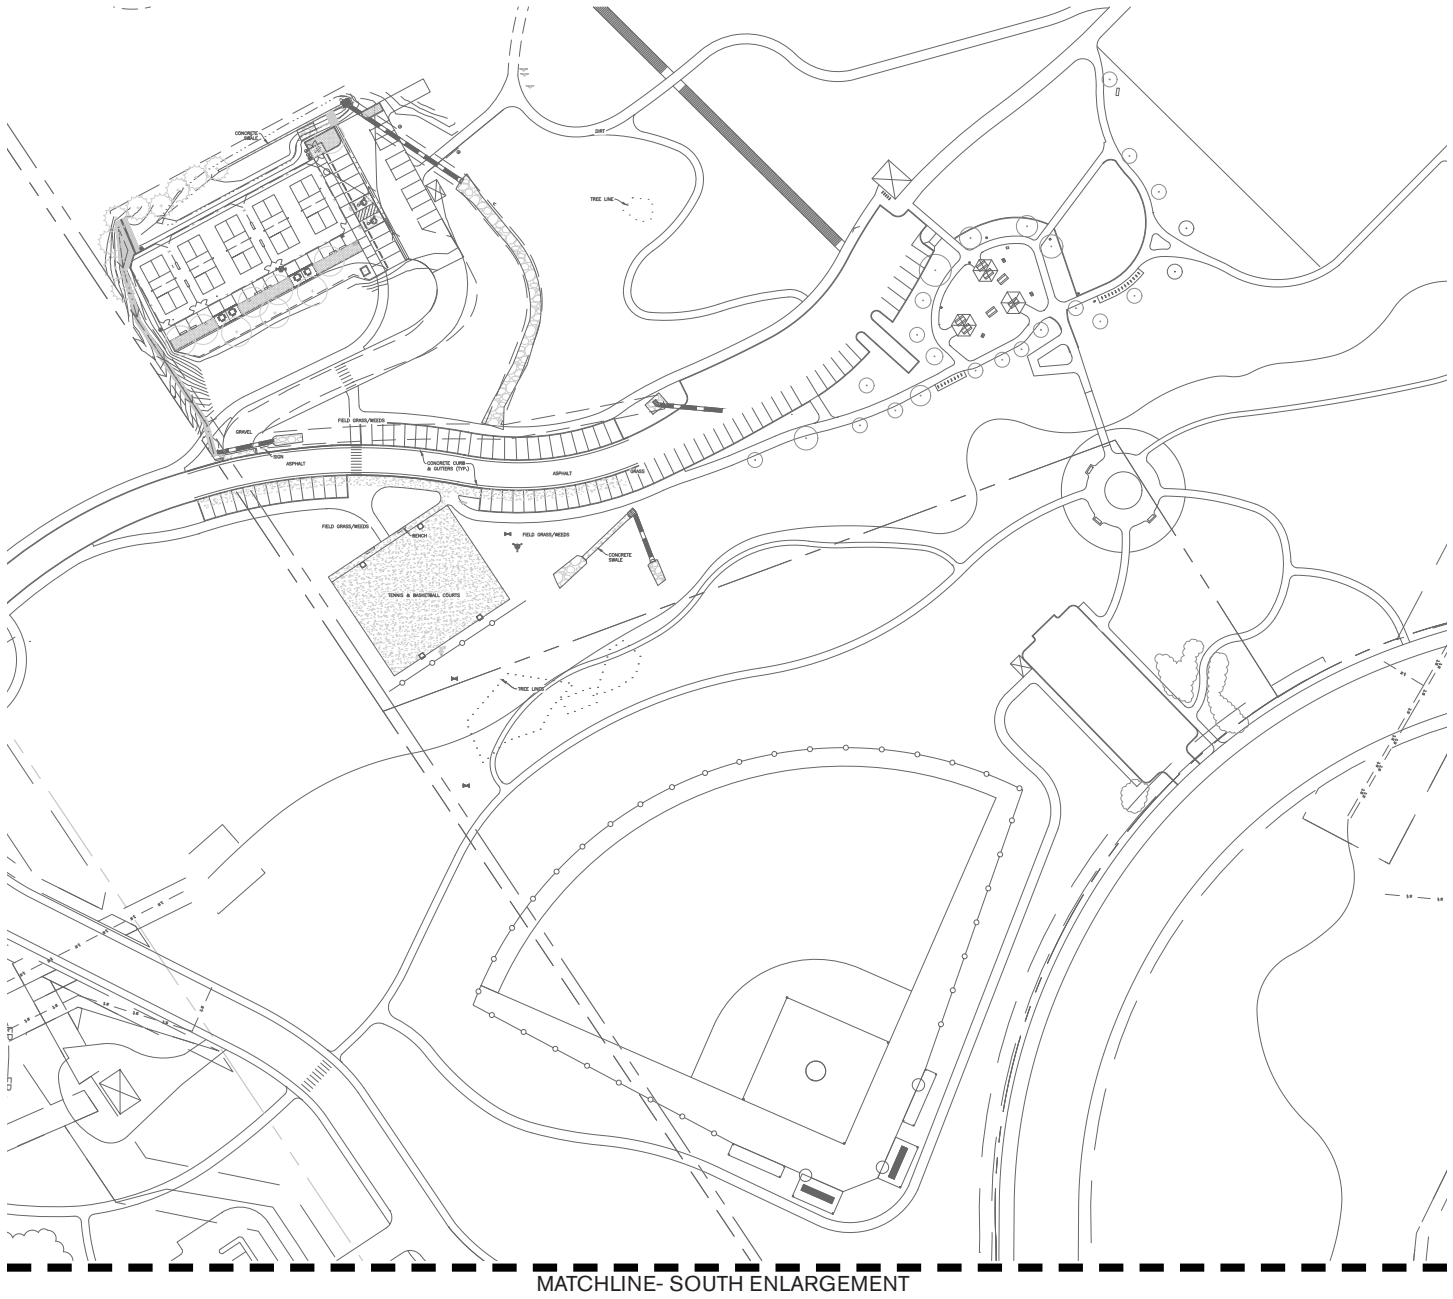 CONCRETE
SWALE
DIRT
TREE LINE
FIELD GRASS/WEEDS
GRAVEL
SIGN
ASPHALT
CONCRETE CURB
& GUTTERS (TYP.)
ASPHALT
GRASS
FIELD GRASS/WEEDS
BENCH
FIELD GRASS/WEEDS
CONCRETE
SWALE
TENNIS & BASKETBALL COURTS
TREE LINES
MATCHLINE- SOUTH ENLARGEMENT